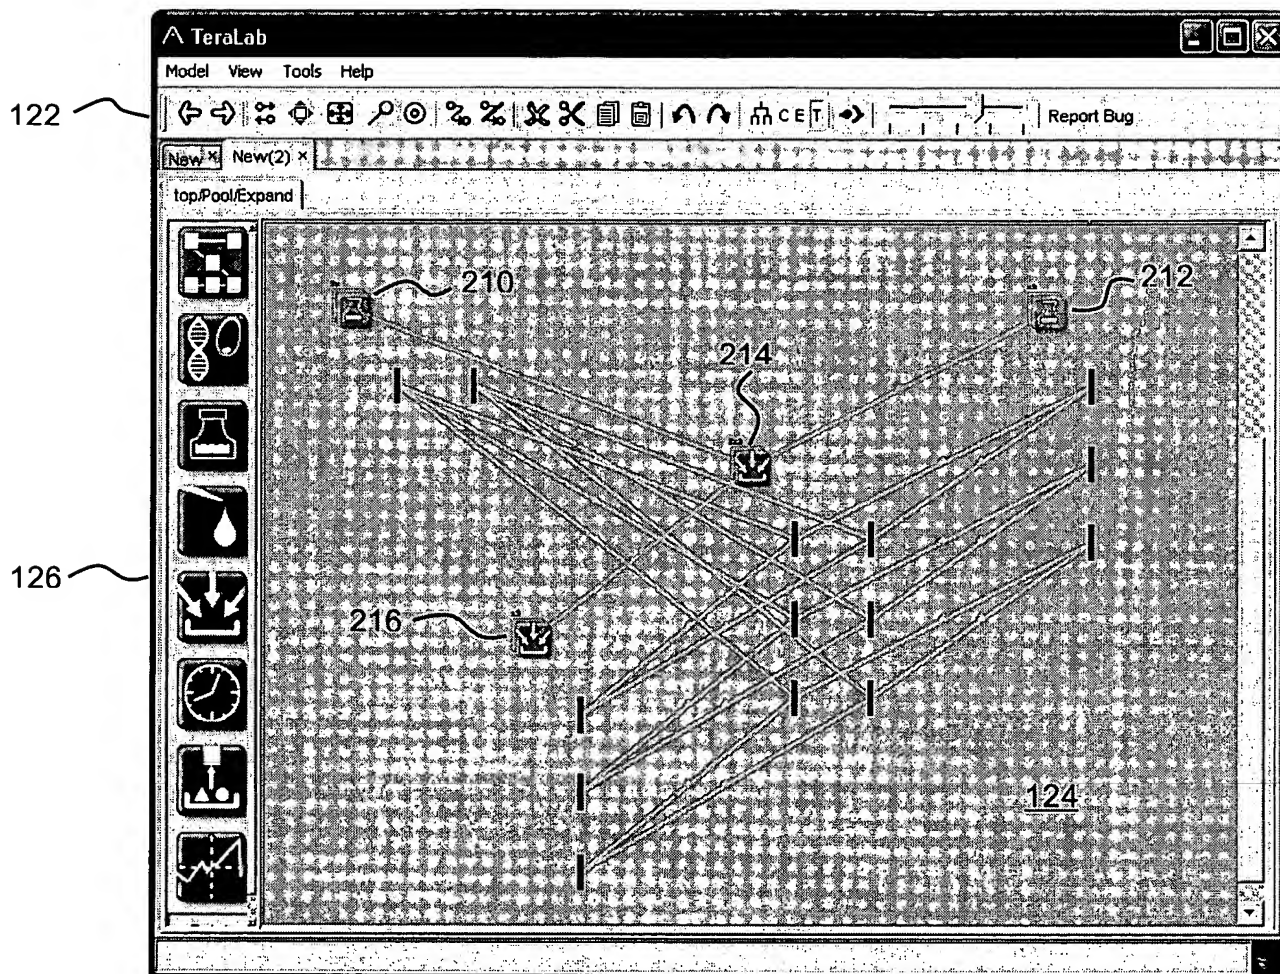 TeraLab
Model View Tools Help
122
C E T Report Bug
New × New(2) ×
top/Pool/Expand
210
212
214
126
216
124